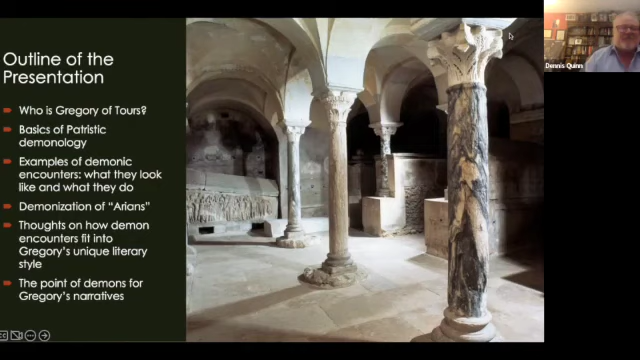 Outline of the
Presentation
Who is Gregory of Tours?
Basics of Patristic
demonology
Examples of demonic
encounters: what they look
like and what they do
Demonization of “Arians”
Thoughts on how demon
encounters fit into
Gregory’s unique literary
style
The point of demons for
Gregory’s narratives
Dennis Quinn